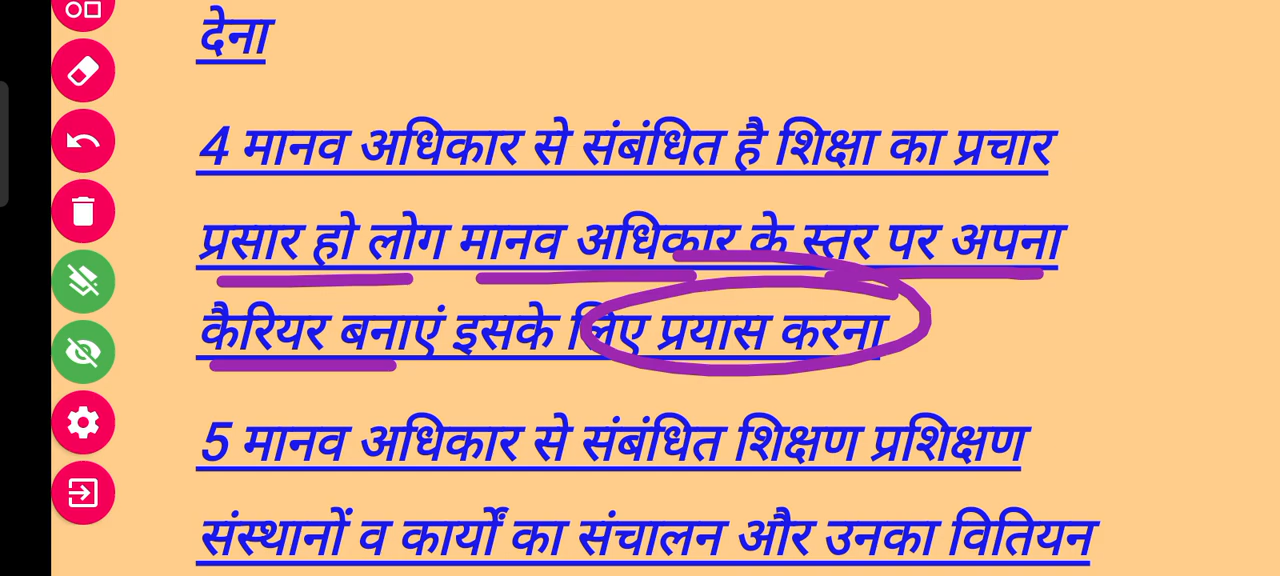 देना
4 मानव अधिकार से संबंधित है शिक्षा का प्रचार
प्रसार हो लोग मानव अधिकार के स्तर पर अपना
कैरियर बनाएं इसके लिए प्रयास करना
5 मानव अधिकार से संबंधित शिक्षण प्रशिक्षण
संस्थानों व कार्यों का संचालन और उनका वितियन